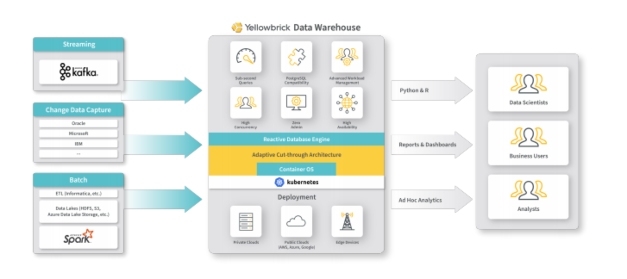 Yellowbrick Data Warehouse
Streaming
kafka
Change Data Capture
Oracle
Microsoft
IBM
...
Batch
ETL (Informatica, etc.)
Data Lakes (HDFS, S3,
Azure Data Lake Storage, etc.)
Spark
Sub-second
Queries
PostgreSQL
Compatibility
Advanced Workload
Management
High
Concurrency
Zero
Admin
High
Availability
Reactive Database Engine
Adaptive Cut-through Architecture
Container OS
kubernetes
Deployment
Private Clouds
Public Clouds
(AWS, Azure, Google)
Edge Devices
Python & R
Reports & Dashboards
Ad Hoc Analytics
Data Scientists
Business Users
Analysts